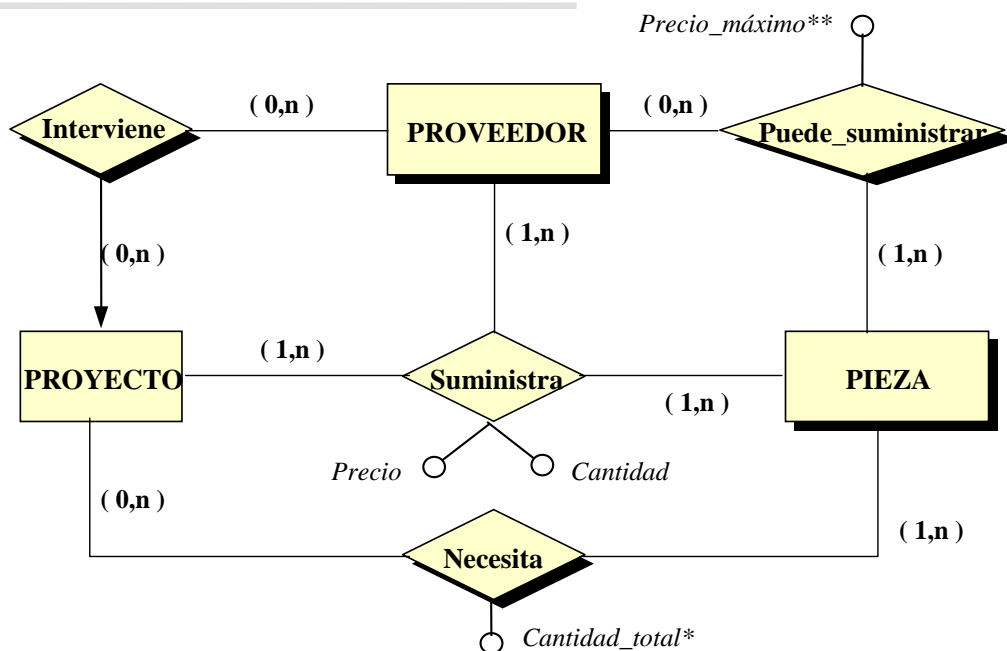 Precio_máximo**
( 0,n )
( 0,n )
Interviene
PROVEEDOR
Puede_suministrar
( 1,n )
( 0,n )
( 1,n )
( 1,n )
PROYECTO
Suministra
PIEZA
( 1,n )
Precio
Cantidad
( 0,n )
( 1,n )
Necesita
Cantidad_total*